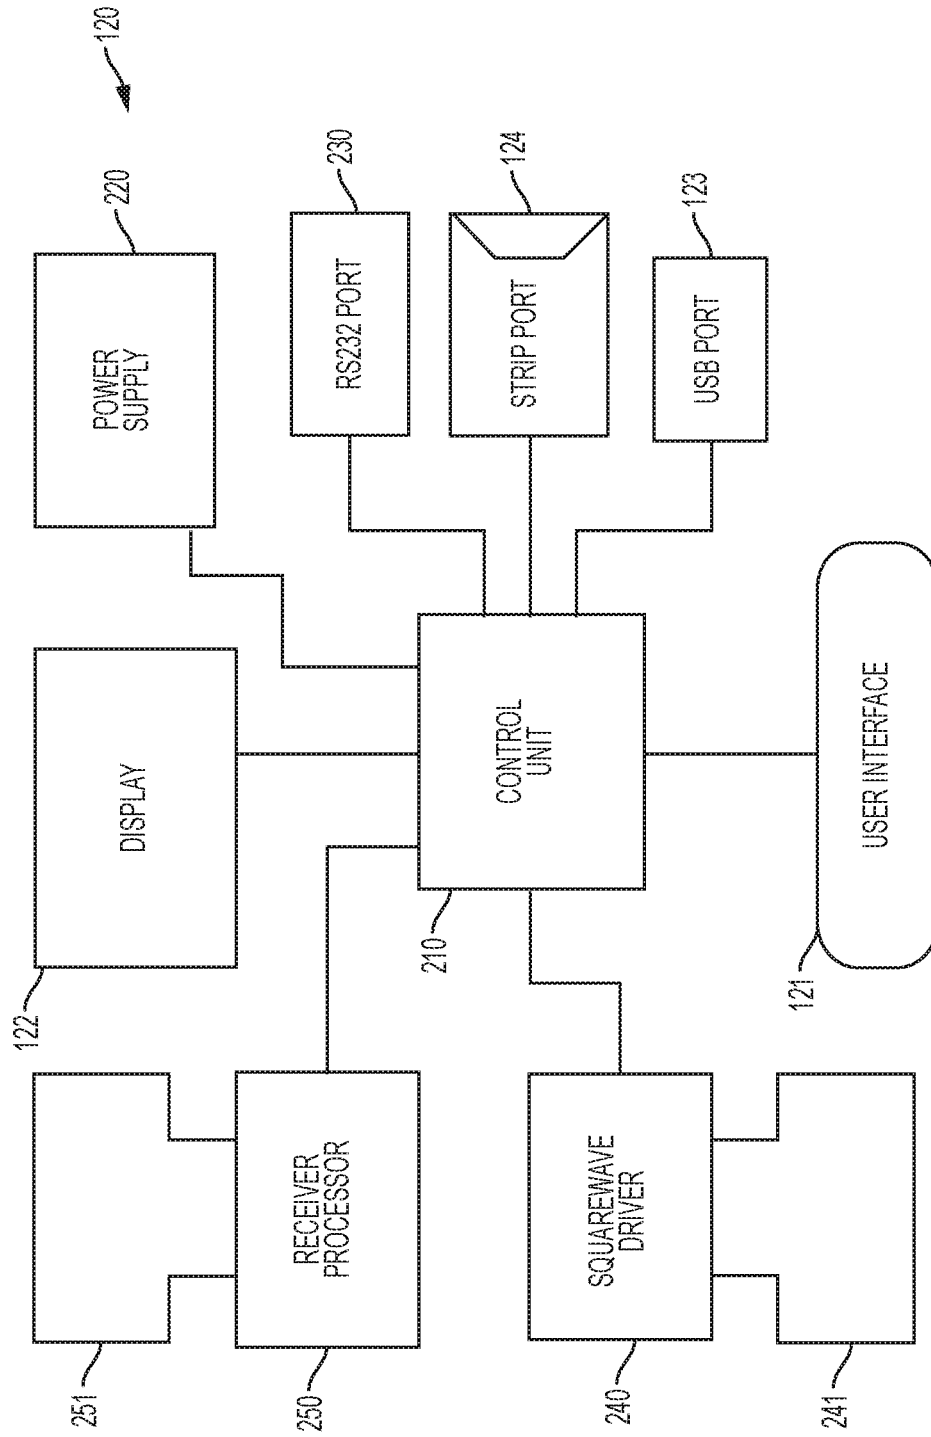 251
122
DISPLAY
POWER
SUPPLY
220
120
250
RECEIVER
PROCESSOR
RS232 PORT
230
210
CONTROL
UNIT
STRIP PORT
124
240
SQUAREWAVE
DRIVER
USB PORT
123
241
121
USER INTERFACE